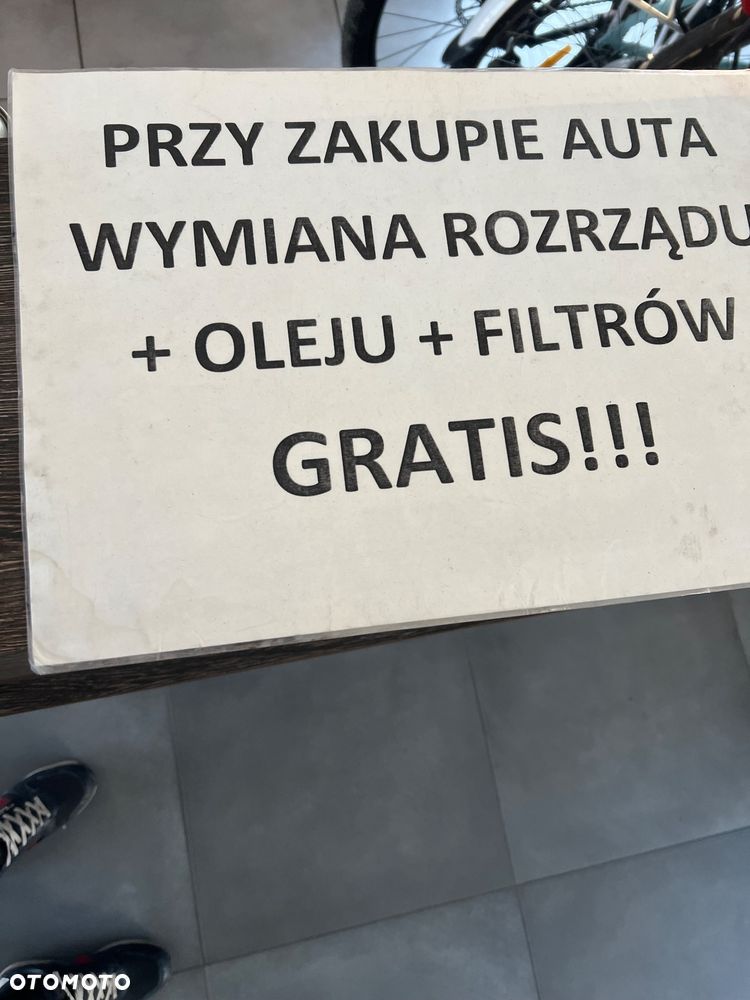 PRZY ZAKUPIE AUTA
WYMIANA ROZRZĄDU
+ OLEJU + FILTRÓW
GRATIS!!!
OTOMOTO